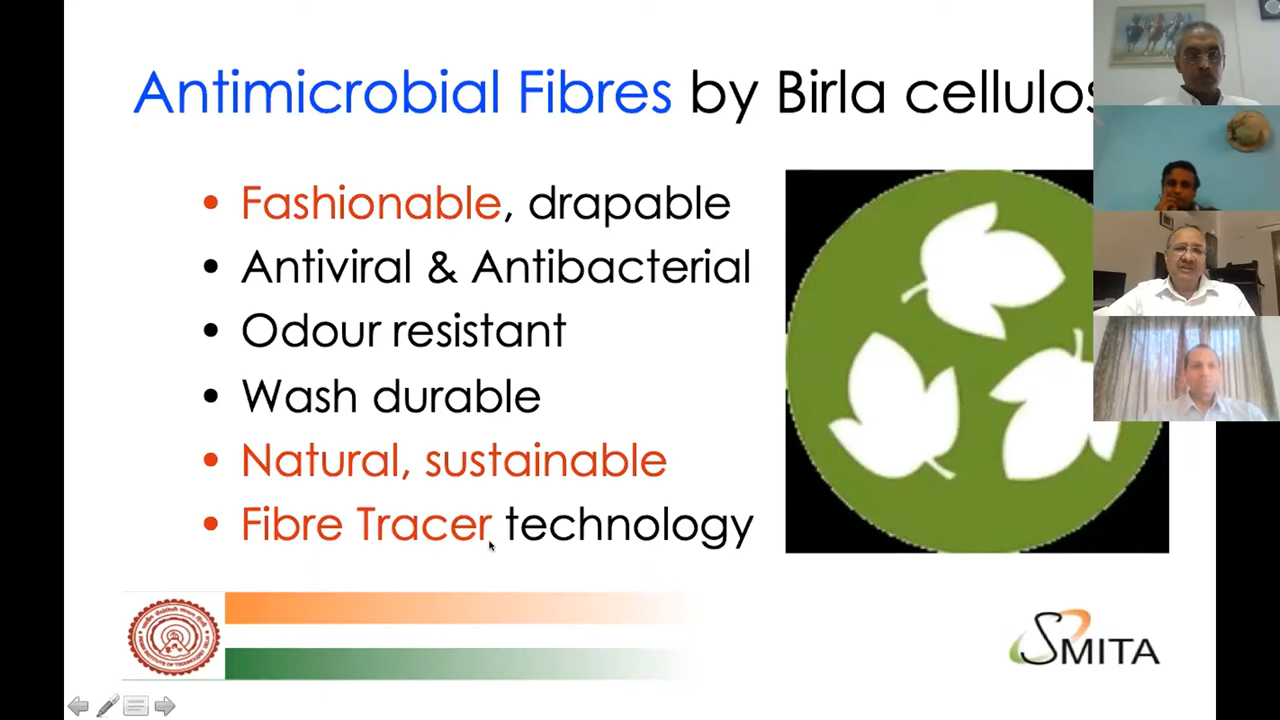 Antimicrobial Fibres by Birla cellulos
• Fashionable, drapable
• Antiviral & Antibacterial
• Odour resistant
• Wash durable
• Natural, sustainable
• Fibre Tracer technology
SMITA